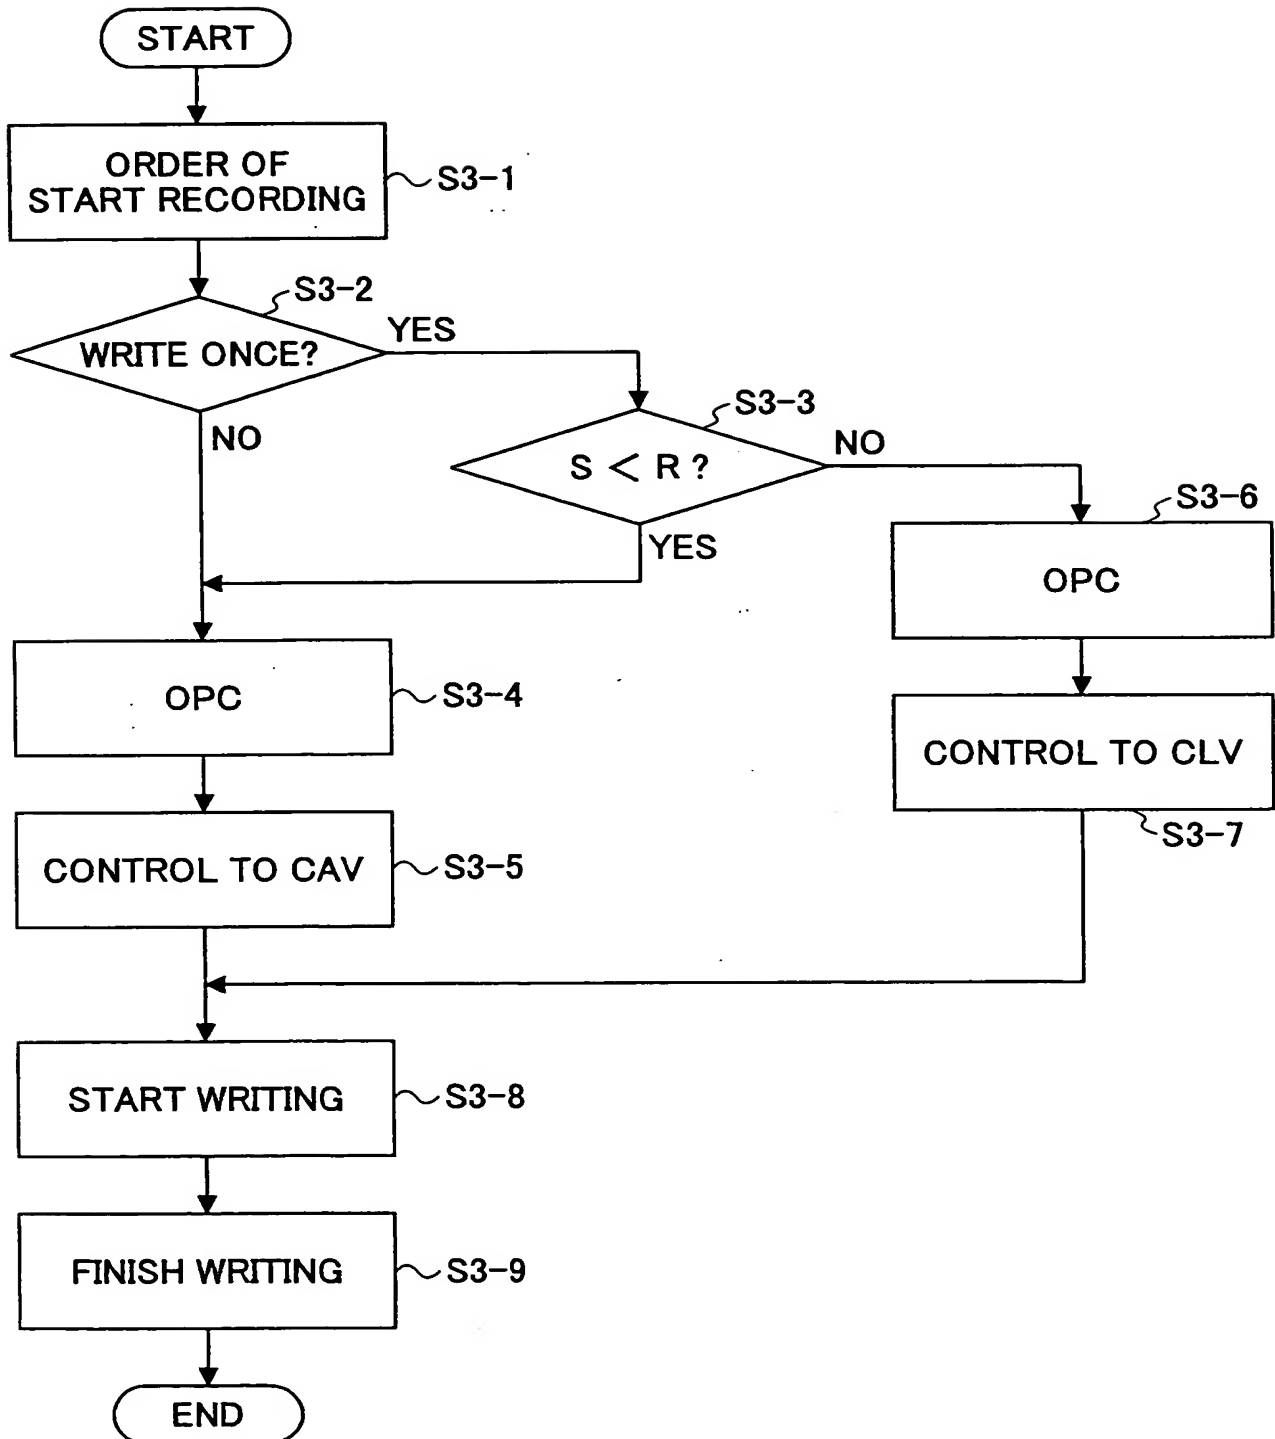 START
ORDER OF
START RECORDING
S3-1
S3-2
WRITE ONCE?
YES
NO
S3-3
S < R ?
NO
YES
S3-6
OPC
OPC
S3-4
CONTROL TO CLV
S3-7
CONTROL TO CAV
S3-5
START WRITING
S3-8
FINISH WRITING
S3-9
END